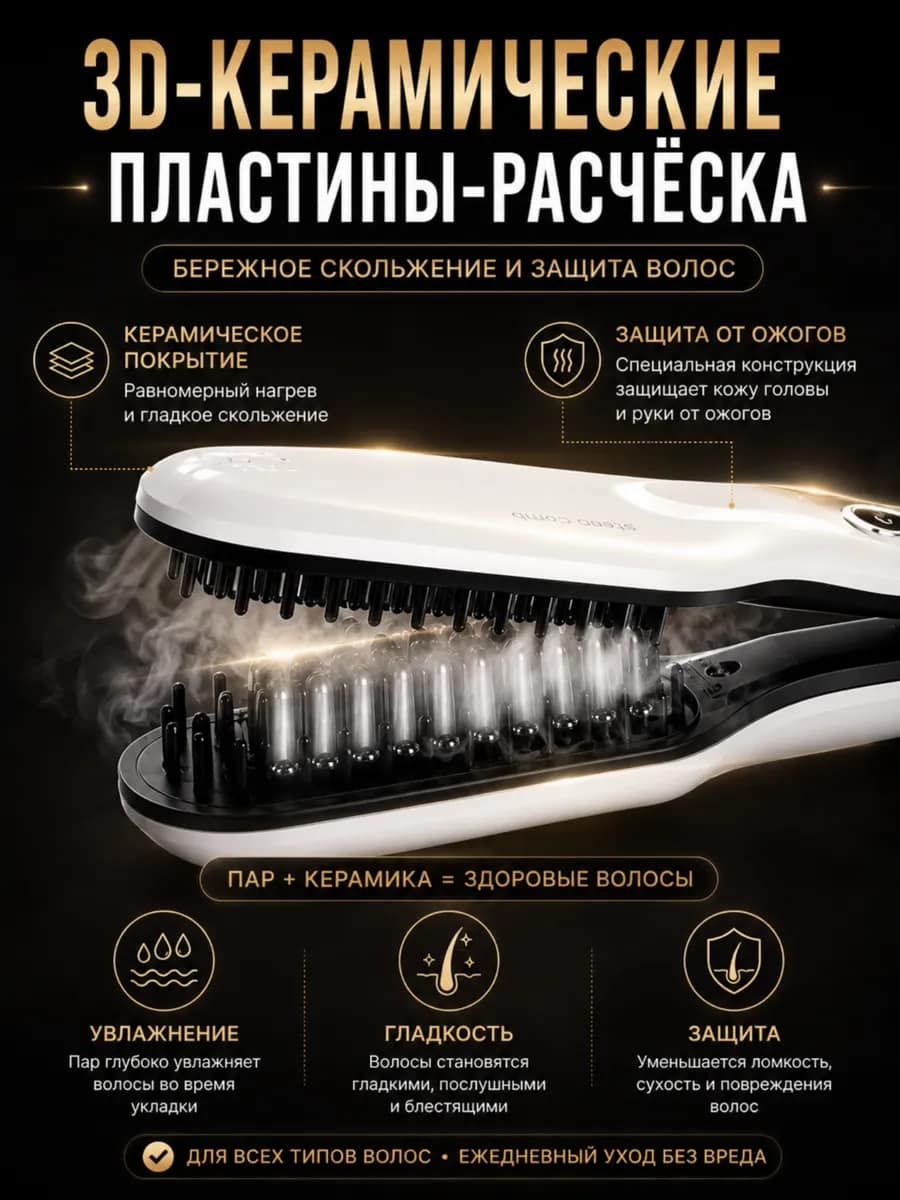 3D-КЕРАМИЧЕСКИЕ
ПЛАСТИНЫ-РАСЧЁСКА
БЕРЕЖНОЕ СКОЛЬЖЕНИЕ И ЗАЩИТА ВОЛОС
КЕРАМИЧЕСКОЕ
ПОКРЫТИЕ
Равномерный нагрев
и гладкое скольжение
ЗАЩИТА ОТ ОЖОГОВ
Специальная конструкция
защищает кожу головы
и руки от ожогов
ПАР + КЕРАМИКА = ЗДОРОВЫЕ ВОЛОСЫ
УВЛАЖНЕНИЕ
Пар глубоко увлажняет
волосы во время
укладки
ГЛАДКОСТЬ
Волосы становятся
гладкими, послушными
и блестящими
ЗАЩИТА
Уменьшается ломкость,
сухость и повреждения
волос
ДЛЯ ВСЕХ ТИПОВ ВОЛОС • ЕЖЕДНЕВНЫЙ УХОД БЕЗ ВРЕДА